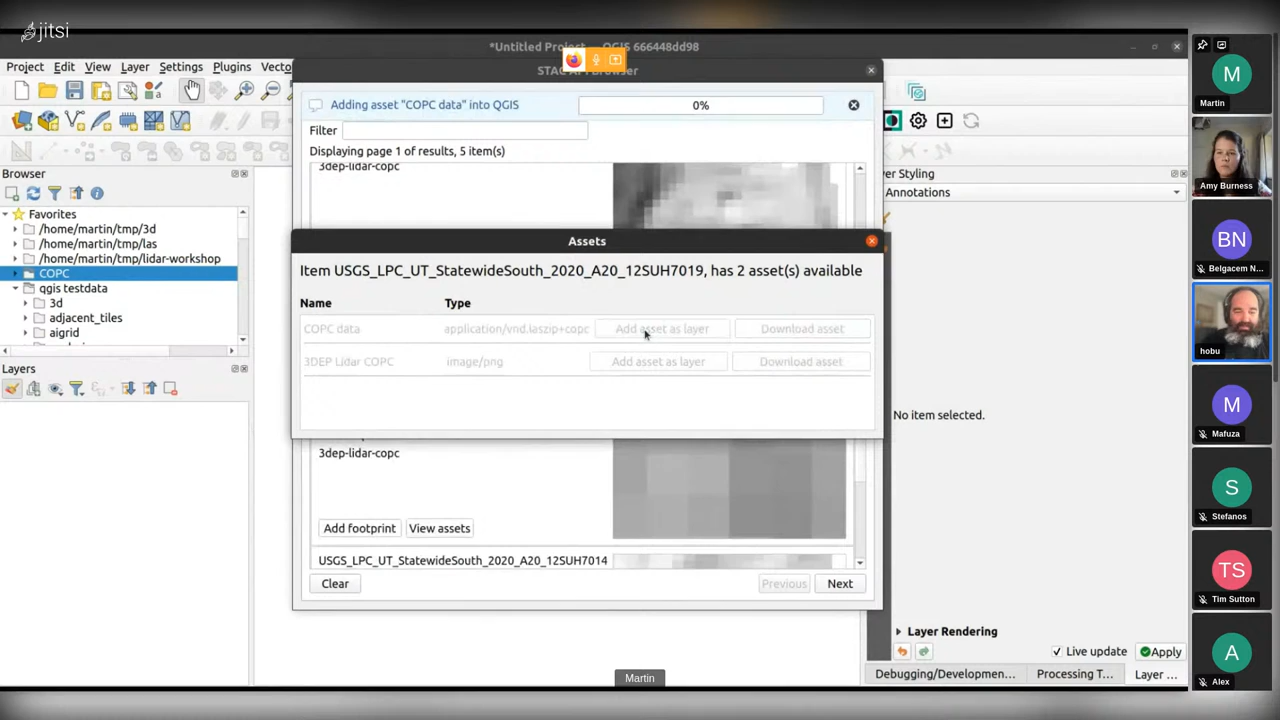 jitsi
*Untitled Project — QGIS 666448dd98
Project Edit View Layer Settings Plugins Vecto
STAC API Browser
Adding asset "COPC data" into QGIS
0%
Filter
Displaying page 1 of results, 5 item(s)
3dep-lidar-copc
Browser
Favorites
/home/martin/tmp/3d
/home/martin/tmp/las
/home/martin/tmp/lidar-workshop
COPC
qgis testdata
3d
adjacent_tiles
aigrid
Layers
Assets
Item USGS_LPC_UT_StatewideSouth_2020_A20_12SUH7019, has 2 asset(s) available
Name Type
COPC data application/vnd.laszip+copc Add asset as layer Download asset
3DEP Lidar COPC image/png Add asset as layer Download asset
3dep-lidar-copc
Add footprint View assets
USGS_LPC_UT_StatewideSouth_2020_A20_12SUH7014
Clear Previous Next
Martin
er Styling
Annotations
No item selected.
Layer Rendering
Live update Apply
Debugging/Developmen... Processing T... Layer ...
M
Martin
Amy Burness
BN
Belgacem N...
hobu
M
Mafuza
S
Stefanos
TS
Tim Sutton
A
Alex